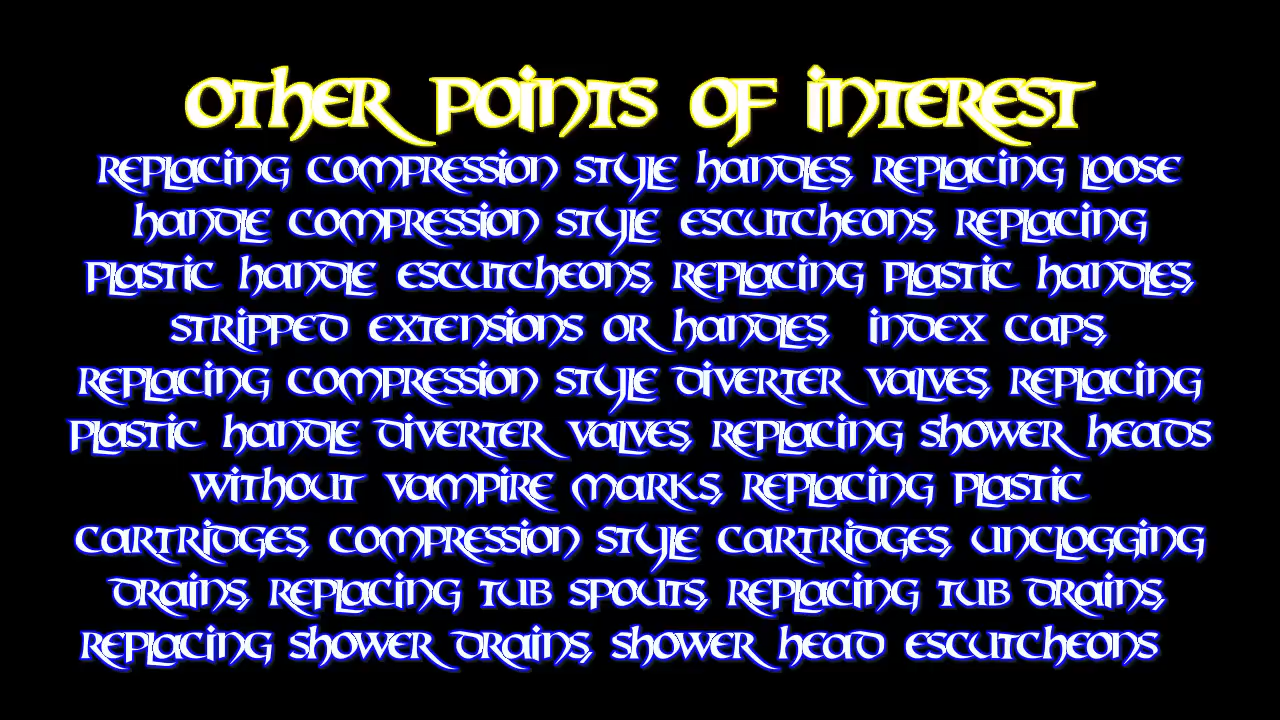 OTHER POINTS OF INTEREST
REPLACING COMPRESSION STYLE HANDLES, REPLACING LOOSE
HANDLE COMPRESSION STYLE ESCUTCHEONS, REPLACING
PLASTIC HANDLE ESCUTCHEONS, REPLACING PLASTIC HANDLES,
STRIPPED EXTENSIONS OR HANDLES,  INDEX CAPS,
REPLACING COMPRESSION STYLE DIVERTER VALVES, REPLACING
PLASTIC HANDLE DIVERTER VALVES, REPLACING SHOWER HEADS
WITHOUT VAMPIRE MARKS, REPLACING PLASTIC
CARTRIDGES, COMPRESSION STYLE CARTRIDGES, UNCLOGGING
DRAINS, REPLACING TUB SPOUTS, REPLACING TUB DRAINS,
REPLACING SHOWER DRAINS, SHOWER HEAD ESCUTCHEONS